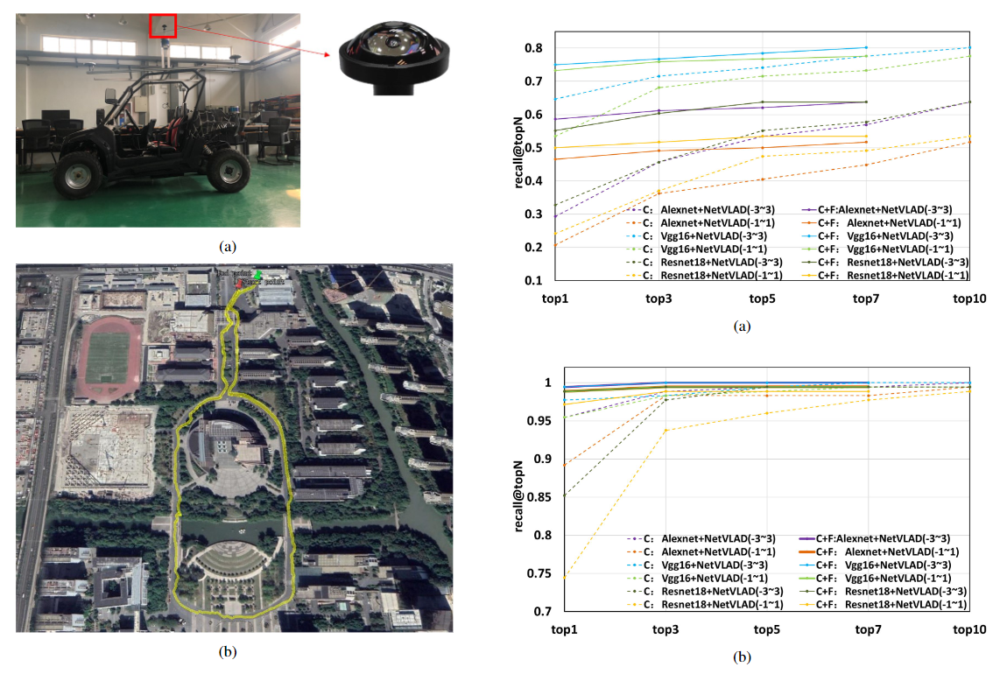 (a)
End point
Start point
(b)
recall@topN
0.8
0.7
0.6
0.5
0.4
0.3
0.2
0.1
C: Alexnet+NetVLAD(-3~3)
C: Alexnet+NetVLAD(-1~1)
C: Vgg16+NetVLAD(-3~3)
C: Vgg16+NetVLAD(-1~1)
C: Resnet18+NetVLAD(-3~3)
C: Resnet18+NetVLAD(-1~1)
C+F:Alexnet+NetVLAD(-3~3)
C+F: Alexnet+NetVLAD(-1~1)
C+F: Vgg16+NetVLAD(-3~3)
C+F: Vgg16+NetVLAD(-1~1)
C+F: Resnet18+NetVLAD(-3~3)
C+F: Resnet18+NetVLAD(-1~1)
top1 top3 top5 top7 top10
(a)
recall@topN
1
0.95
0.9
0.85
0.8
0.75
0.7
C: Alexnet+NetVLAD(-3~3)
C: Alexnet+NetVLAD(-1~1)
C: Vgg16+NetVLAD(-3~3)
C: Vgg16+NetVLAD(-1~1)
C: Resnet18+NetVLAD(-3~3)
C: Resnet18+NetVLAD(-1~1)
C+F:Alexnet+NetVLAD(-3~3)
C+F: Alexnet+NetVLAD(-1~1)
C+F: Vgg16+NetVLAD(-3~3)
C+F: Vgg16+NetVLAD(-1~1)
C+F: Resnet18+NetVLAD(-3~3)
C+F: Resnet18+NetVLAD(-1~1)
top1 top3 top5 top7 top10
(b)